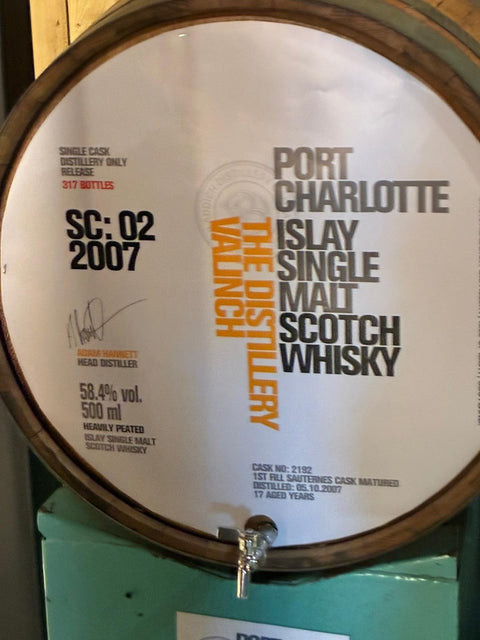 SINGLE CASK
DISTILLERY ONLY
RELEASE
317 BOTTLES
SC: 02
2007
ADAM HANNETT
HEAD DISTILLER
58.4% vol.
500 ml
HEAVILY PEATED
ISLAY SINGLE MALT
SCOTCH WHISKY
THE DISTILLERY
VALINCH
PORT
CHARLOTTE
ISLAY
SINGLE
MALT
SCOTCH
WHISKY
CASK NO: 2192
1ST FILL SAUTERNES CASK MATURED
DISTILLED: 05.10.2007
17 AGED YEARS